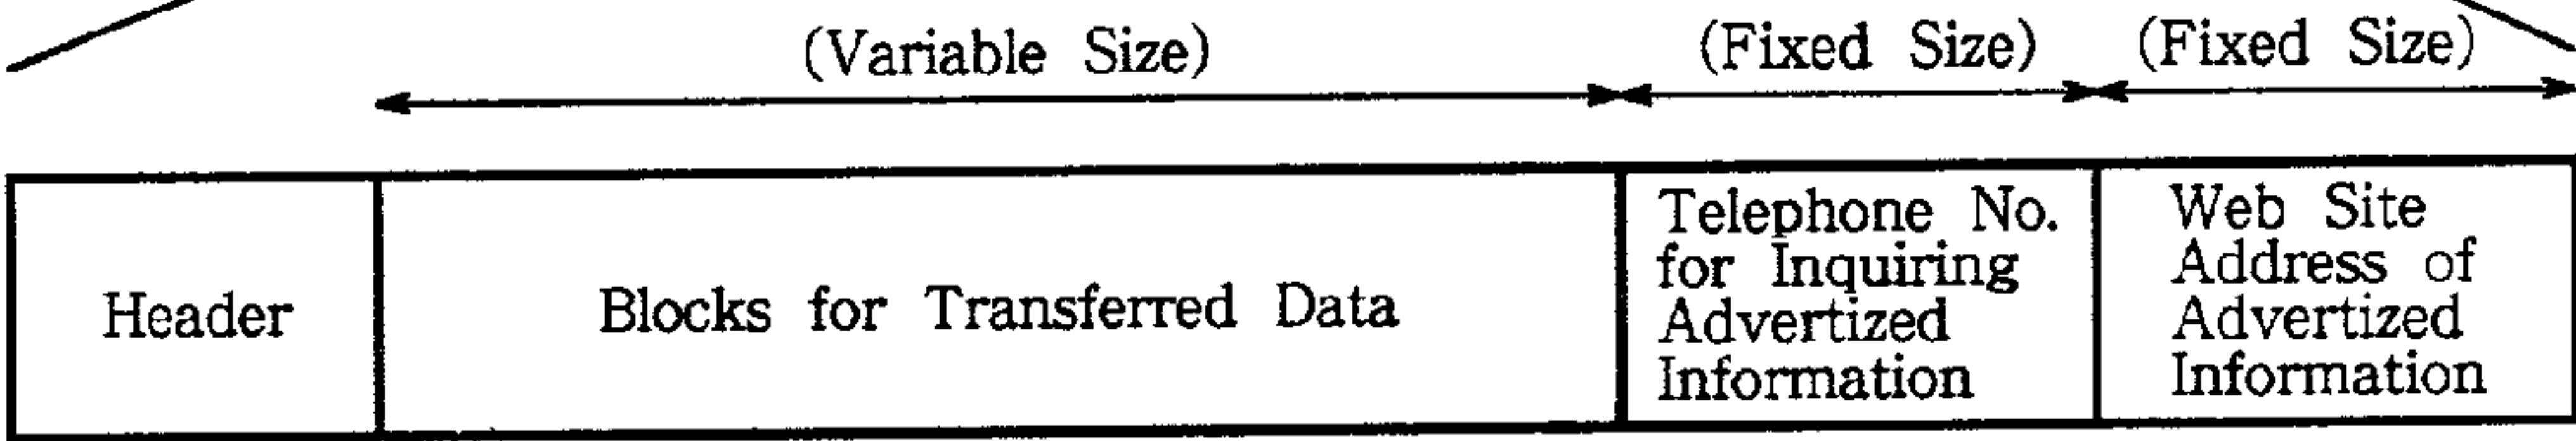 (Variable Size) (Fixed Size) (Fixed Size)
Header
Blocks for Transferred Data
Telephone No.
for Inquiring
Advertized
Information
Web Site
Address of
Advertized
Information